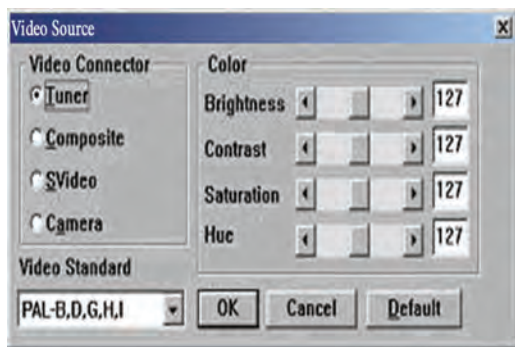 Video Source
Video Connector
Tuner
Composite
SVideo
Camera
Video Standard
PAL-B,D,G,H,I
Color
Brightness 127
Contrast 127
Saturation 127
Hue 127
OK Cancel Default